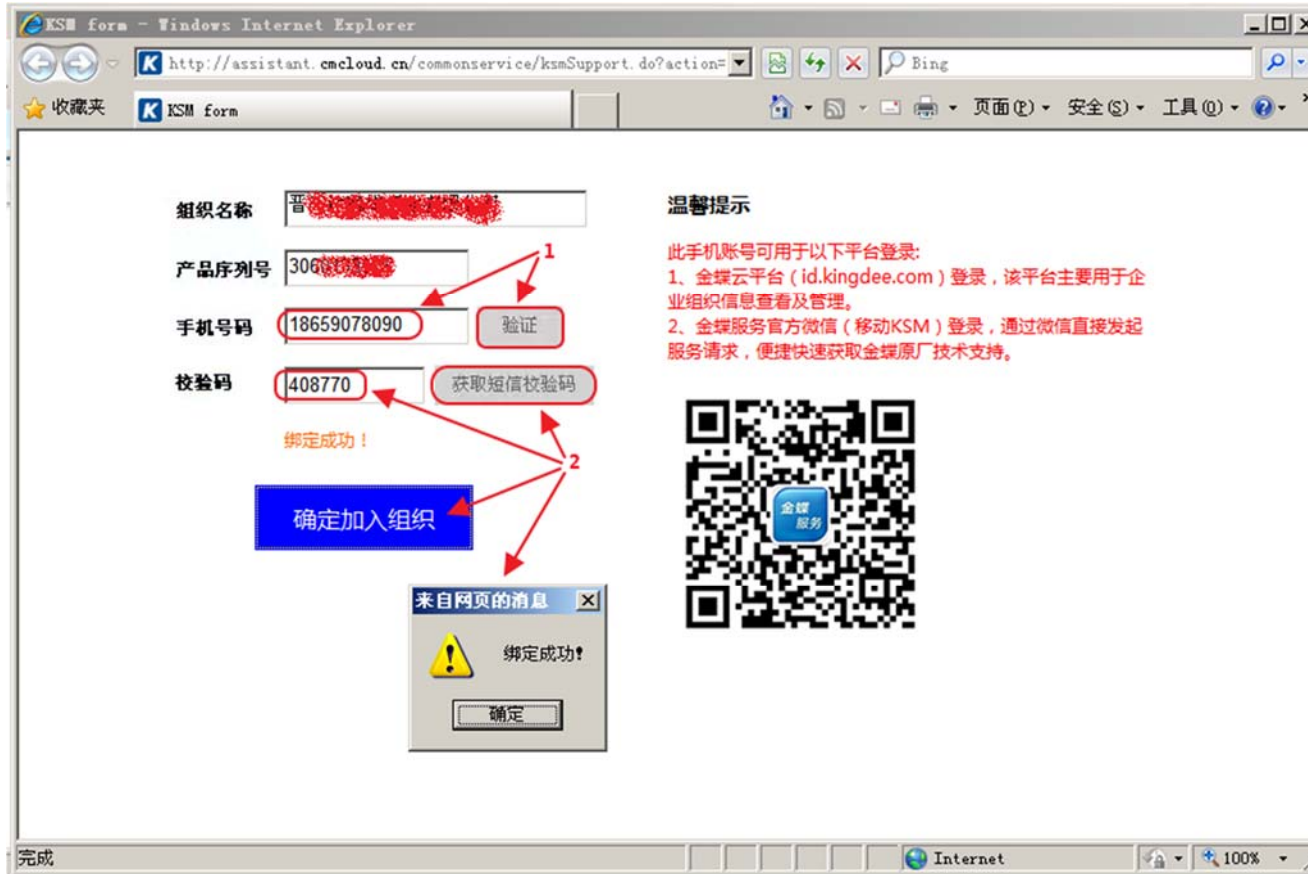 KSM form - Windows Internet Explorer
http://assistant.cmcloud.cn/commonservice/ksmSupport.do?action=
Bing
收藏夹
KSM form
页面(P)
安全(S)
工具(O)
组织名称
晋
温馨提示
产品序列号
306
1
此手机账号可用于以下平台登录:
1、金蝶云平台（id.kingdee.com）登录，该平台主要用于企
业组织信息查看及管理。
2、金蝶服务官方微信（移动KSM）登录，通过微信直接发起
服务请求，便捷快速获取金蝶原厂技术支持。
手机号码
18659078090
验证
校验码
408770
获取短信校验码
绑定成功！
2
确定加入组织
金蝶
服务
来自网页的消息
绑定成功!
确定
完成
Internet
100%